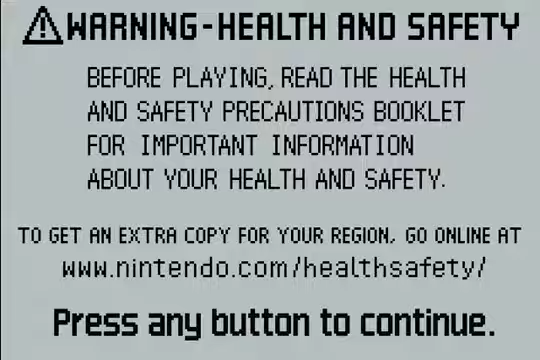 ⚠WARNING-HEALTH AND SAFETY
BEFORE PLAYING, READ THE HEALTH
AND SAFETY PRECAUTIONS BOOKLET
FOR IMPORTANT INFORMATION
ABOUT YOUR HEALTH AND SAFETY.
TO GET AN EXTRA COPY FOR YOUR REGION, GO ONLINE AT
www.nintendo.com/healthsafety/
Press any button to continue.